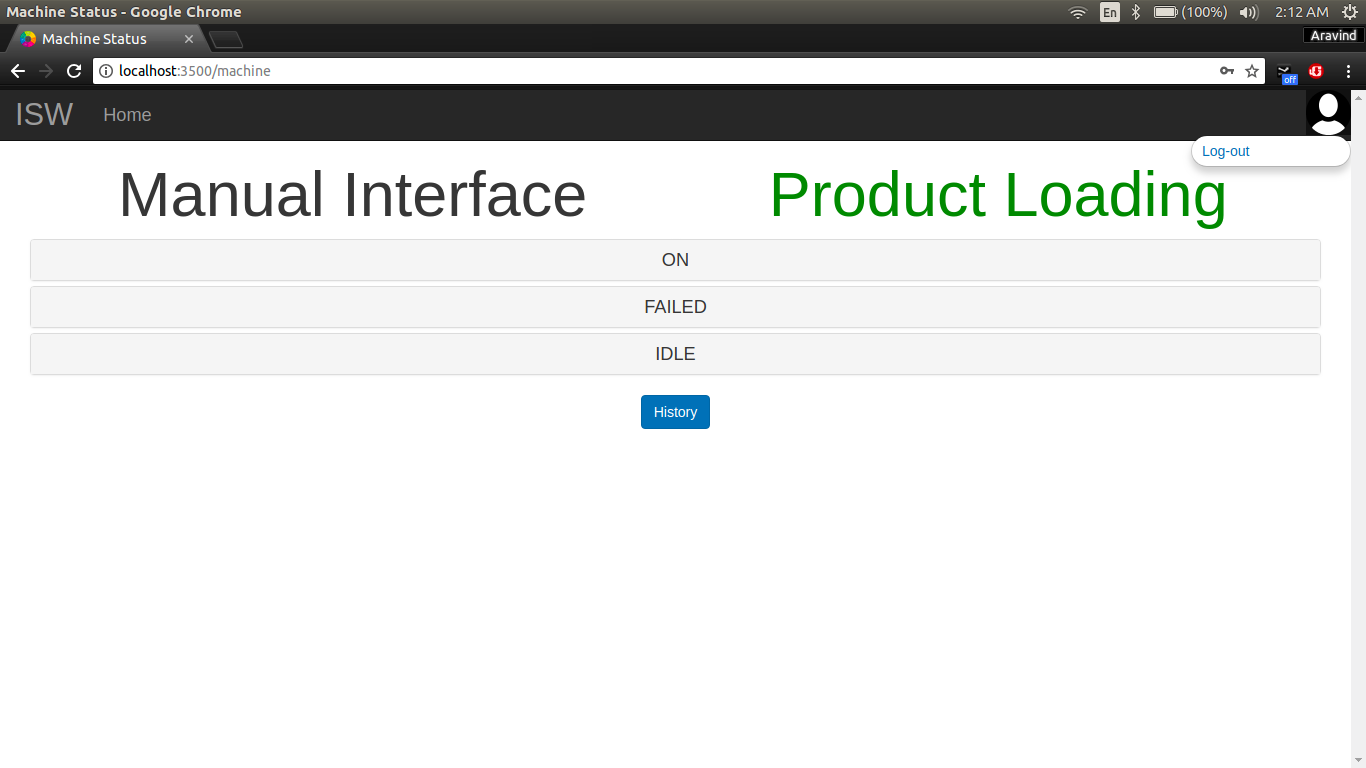 Machine Status - Google Chrome
En
(100%)
2:12 AM
Machine Status
Aravind
localhost:3500/machine
off
ISW
Home
Log-out
Manual Interface
Product Loading
ON
FAILED
IDLE
History